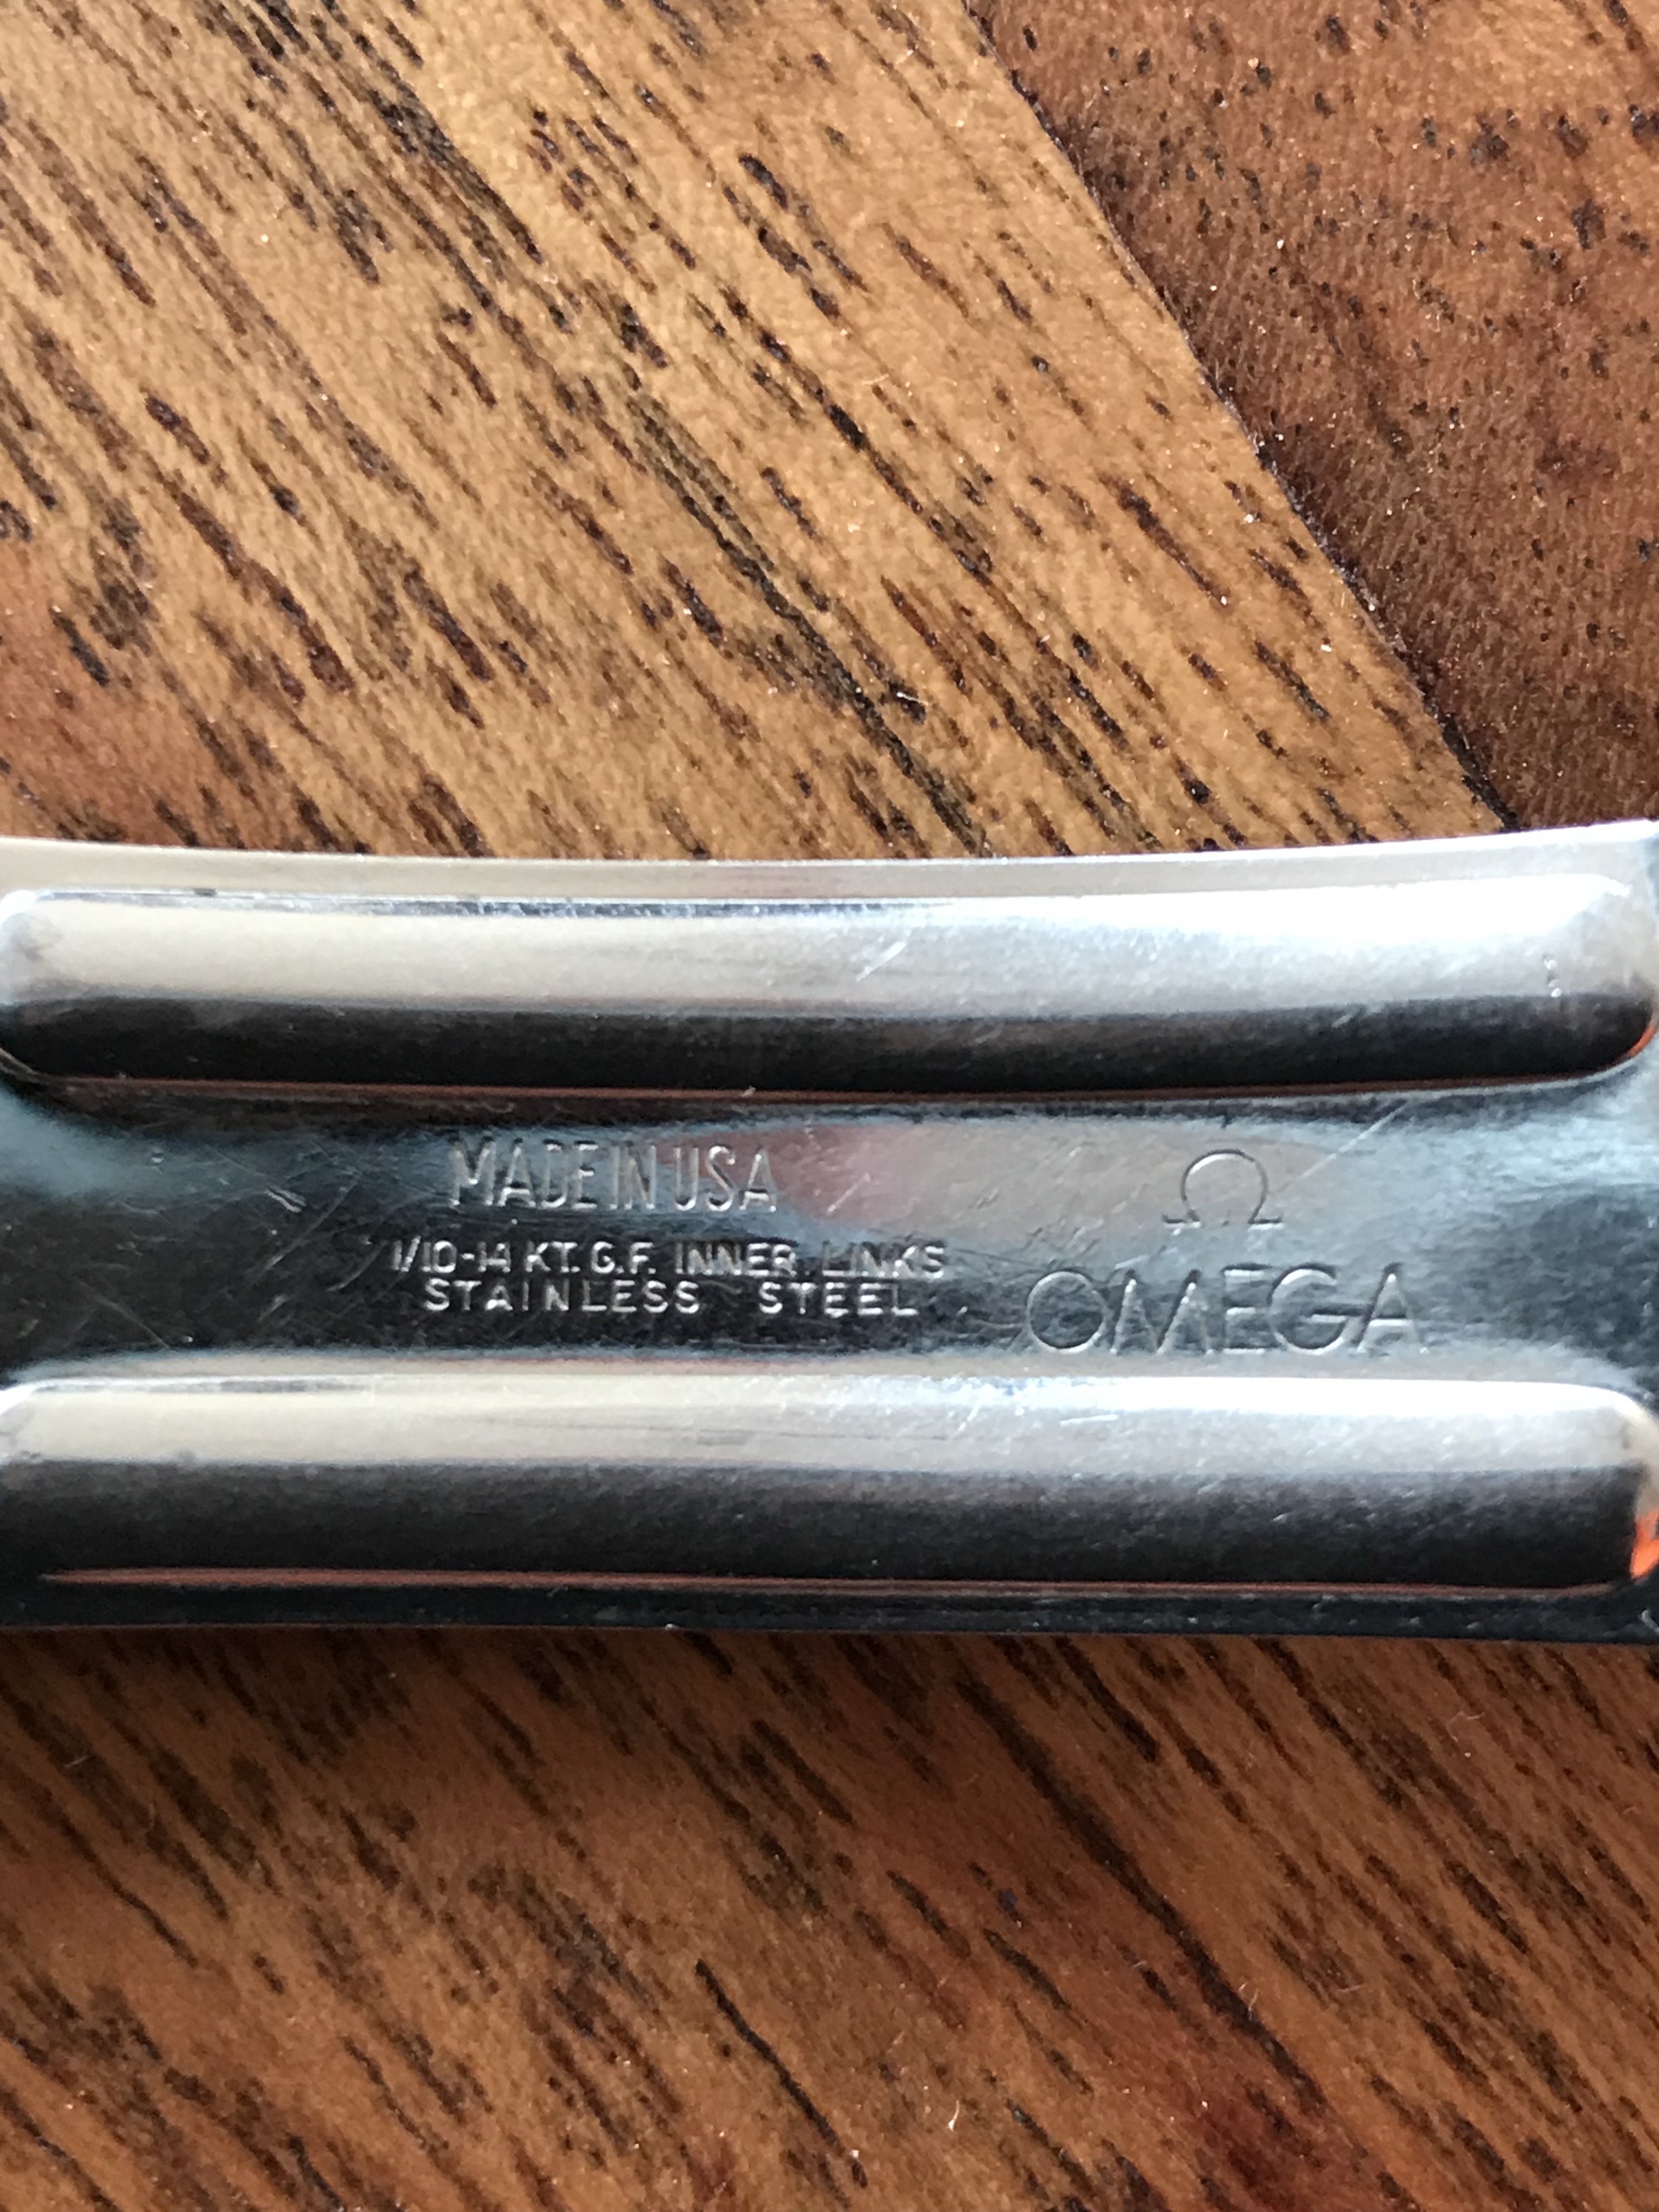 MADE IN USA
1/10-14 KT. G.F. INNER LINKS
STAINLESS STEEL
Ω
OMEGA